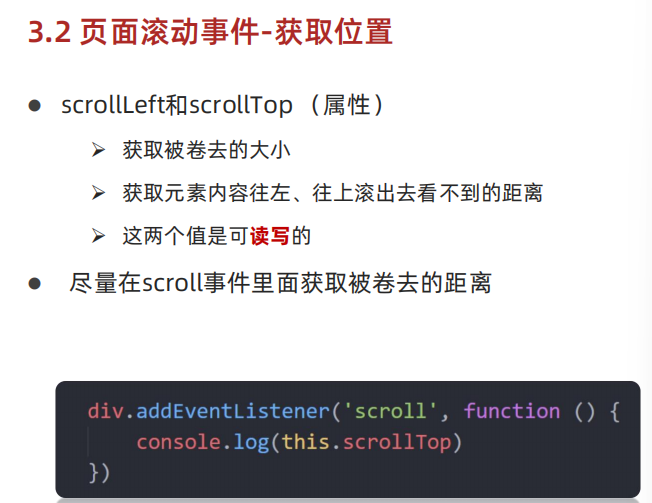 3.2 页面滚动事件-获取位置
scrollLeft和scrollTop （属性）
获取被卷去的大小
获取元素内容往左、往上滚出去看不到的距离
这两个值是可读写的
尽量在scroll事件里面获取被卷去的距离
div.addEventListener('scroll', function () {
    console.log(this.scrollTop)
})